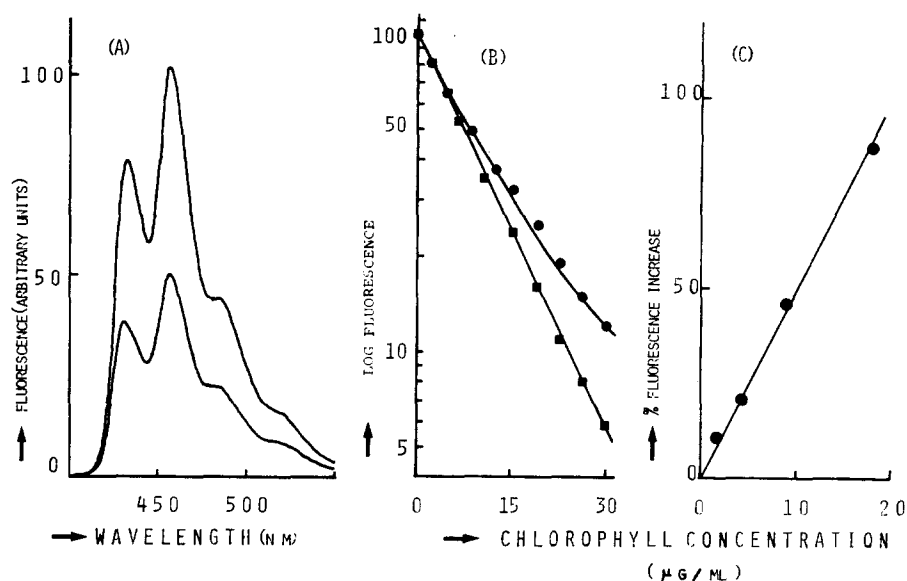 (A)
(B)
(C)
100
50
0
FLUORESCENCE(ARBITRARY UNITS)
450
500
WAVELENGTH(NM)
100
50
10
5
LOG FLUORESCENCE
0
15
30
100
50
0
% FLUORESCENCE INCREASE
0
10
20
CHLOROPHYLL CONCENTRATION
(μG/ML)